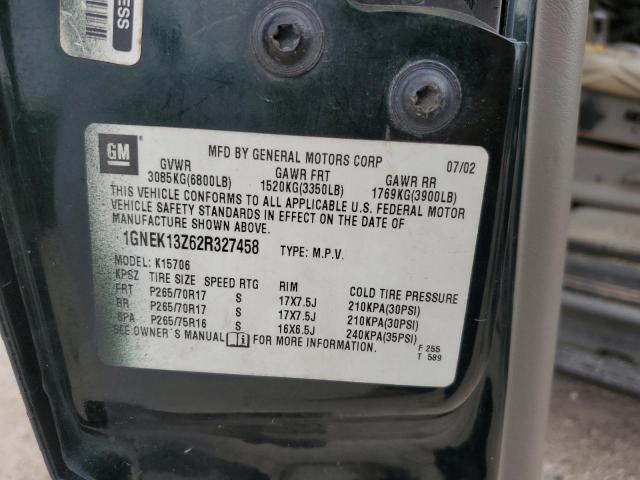 ESS
GM
MFD BY GENERAL MOTORS CORP 07/02
GVWR GAWR FRT GAWR RR
3085KG(6800LB) 1520KG(3350LB) 1769KG(3900LB)
THIS VEHICLE CONFORMS TO ALL APPLICABLE U.S. FEDERAL MOTOR
VEHICLE SAFETY STANDARDS IN EFFECT ON THE DATE OF
MANUFACTURE SHOWN ABOVE.
1GNEK13Z62R327458 TYPE: M.P.V.
MODEL: K15706
KPSZ TIRE SIZE SPEED RTG RIM COLD TIRE PRESSURE
FRT P265/70R17 S 17X7.5J 210KPA(30PSI)
RR P265/70R17 S 17X7.5J 210KPA(30PSI)
SPA P265/75R16 S 16X6.5J 240KPA(35PSI)
SEE OWNER'S MANUAL FOR MORE INFORMATION.
F 255
T 589